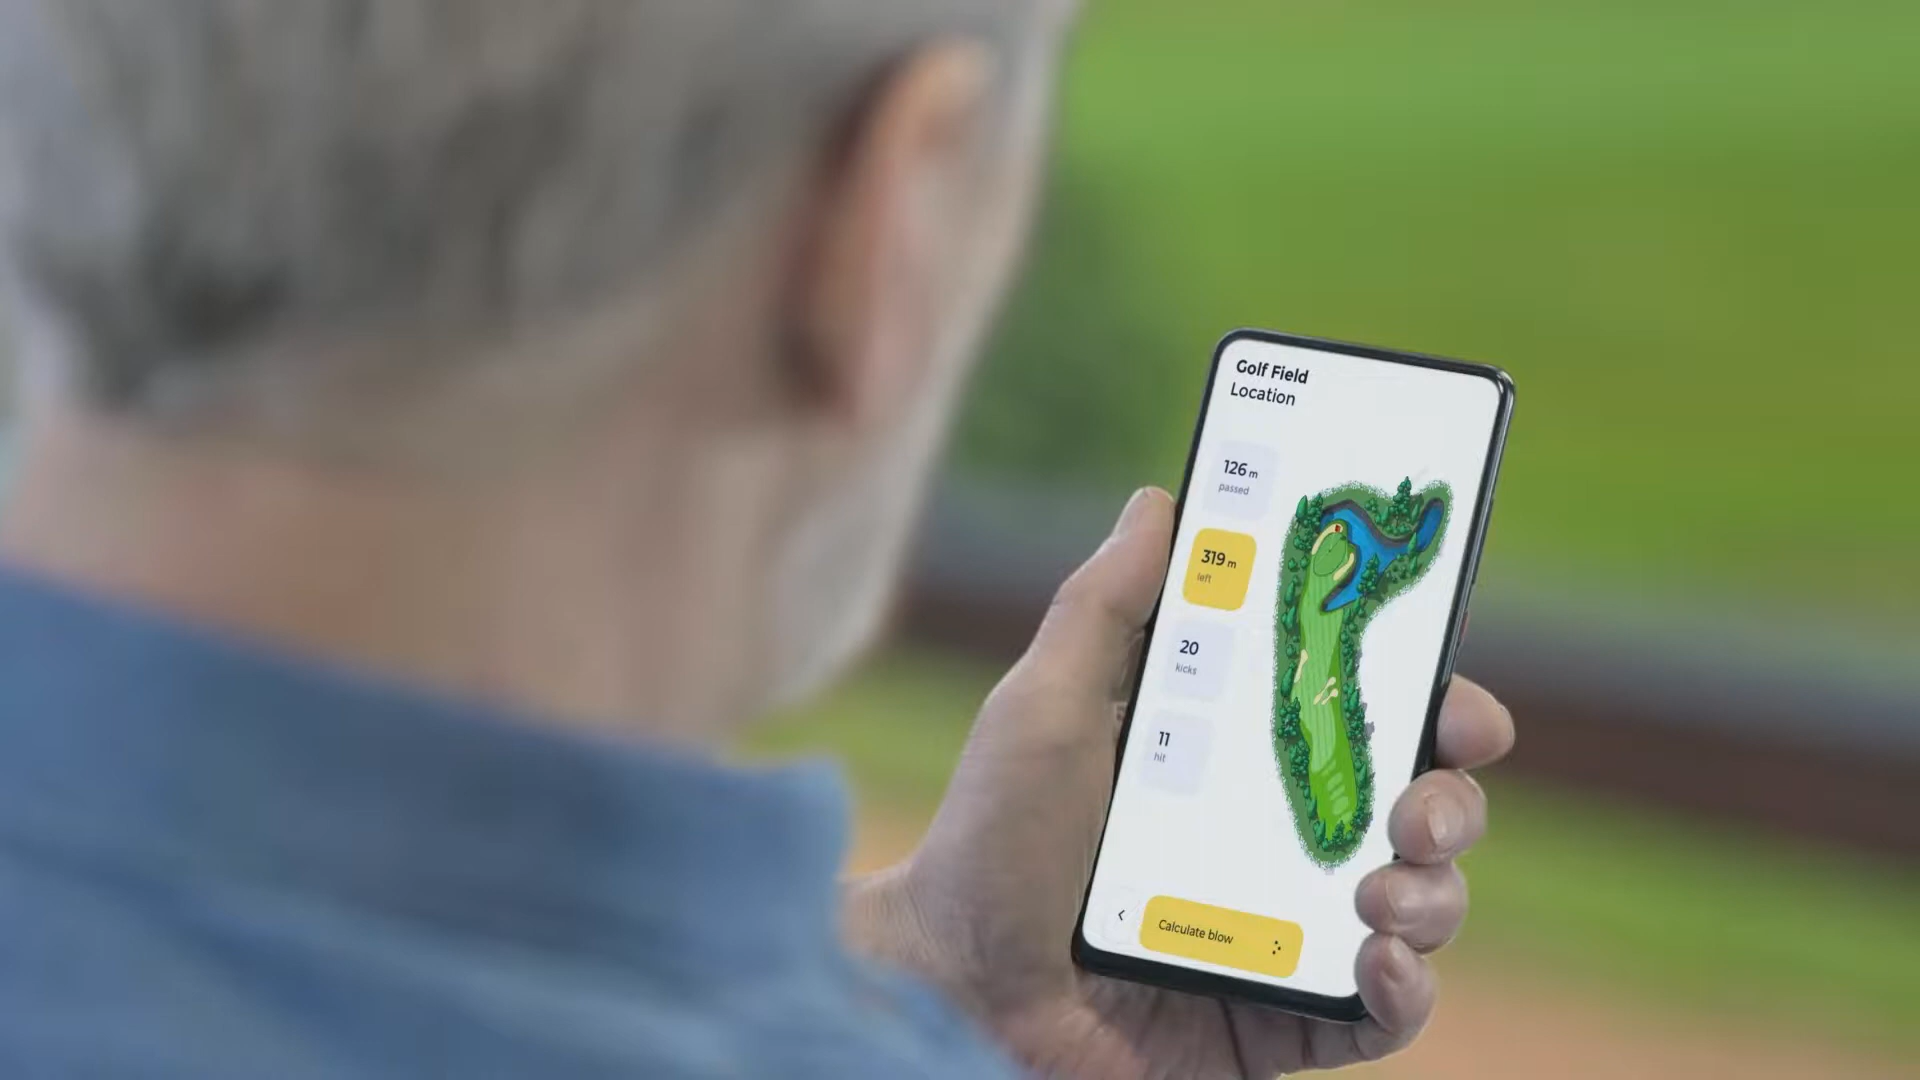 Golf Field
Location
126 m
passed
319 m
left
20
kicks
11
hit
Calculate blow